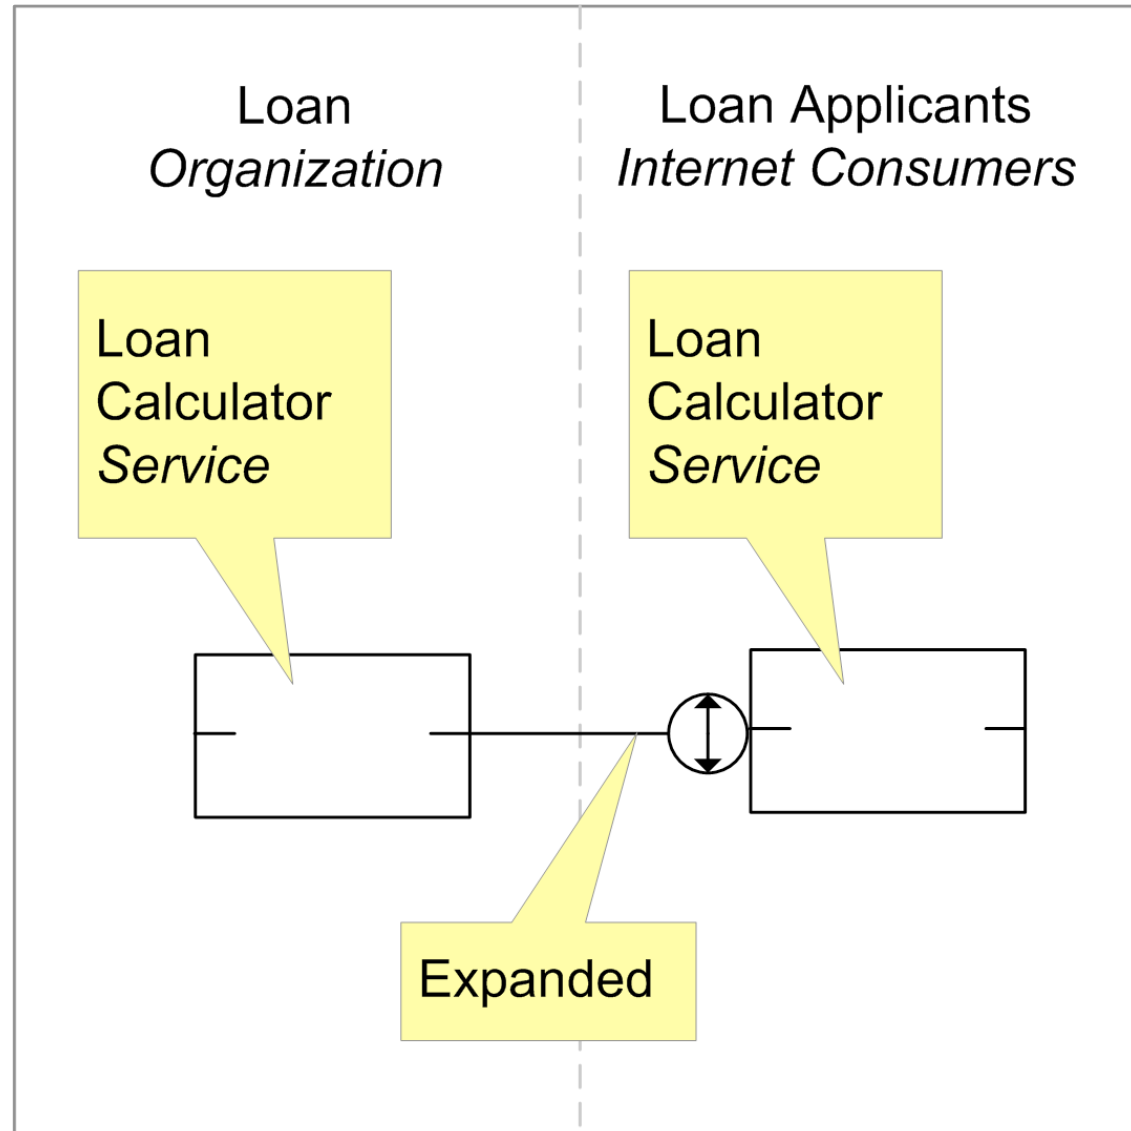 Loan
Organization
Loan Applicants
Internet Consumers
Loan
Calculator
Service
Loan
Calculator
Service
Expanded